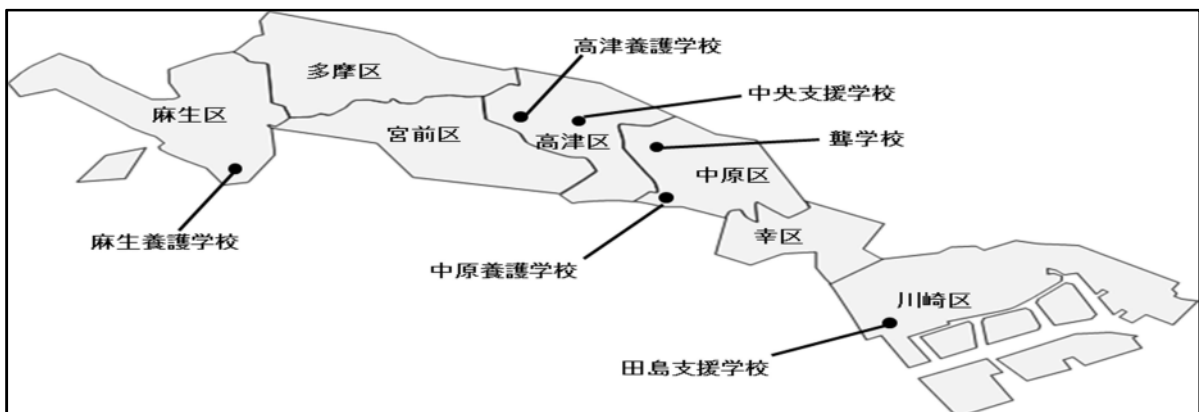 高津養護学校
多摩区
中央支援学校
麻生区
宮前区
高津区
聾学校
中原区
麻生養護学校
幸区
中原養護学校
川崎区
田島支援学校